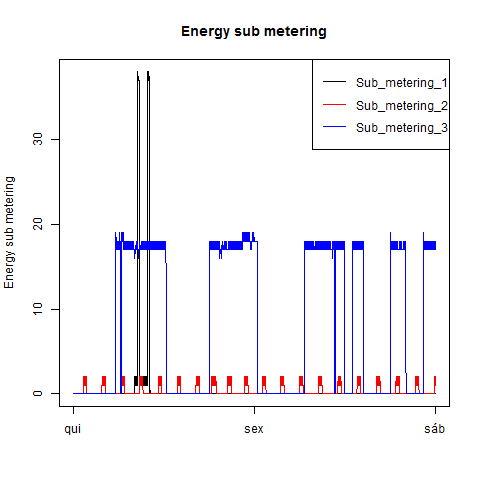 Energy sub metering
Sub_metering_1
Sub_metering_2
Sub_metering_3
Energy sub metering
30
20
10
0
qui sex sáb